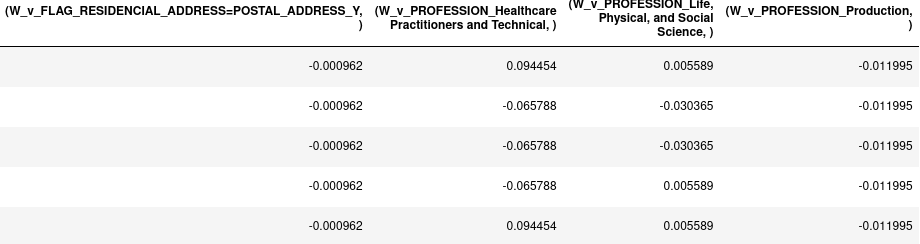 (W_v_FLAG_RESIDENCIAL_ADDRESS=POSTAL_ADDRESS_Y, )
(W_v_PROFESSION_Healthcare Practitioners and Technical, )
(W_v_PROFESSION_Life, Physical, and Social Science, )
(W_v_PROFESSION_Production, )
-0.000962 0.094454 0.005589 -0.011995
-0.000962 -0.065788 -0.030365 -0.011995
-0.000962 -0.065788 -0.030365 -0.011995
-0.000962 -0.065788 0.005589 -0.011995
-0.000962 0.094454 0.005589 -0.011995